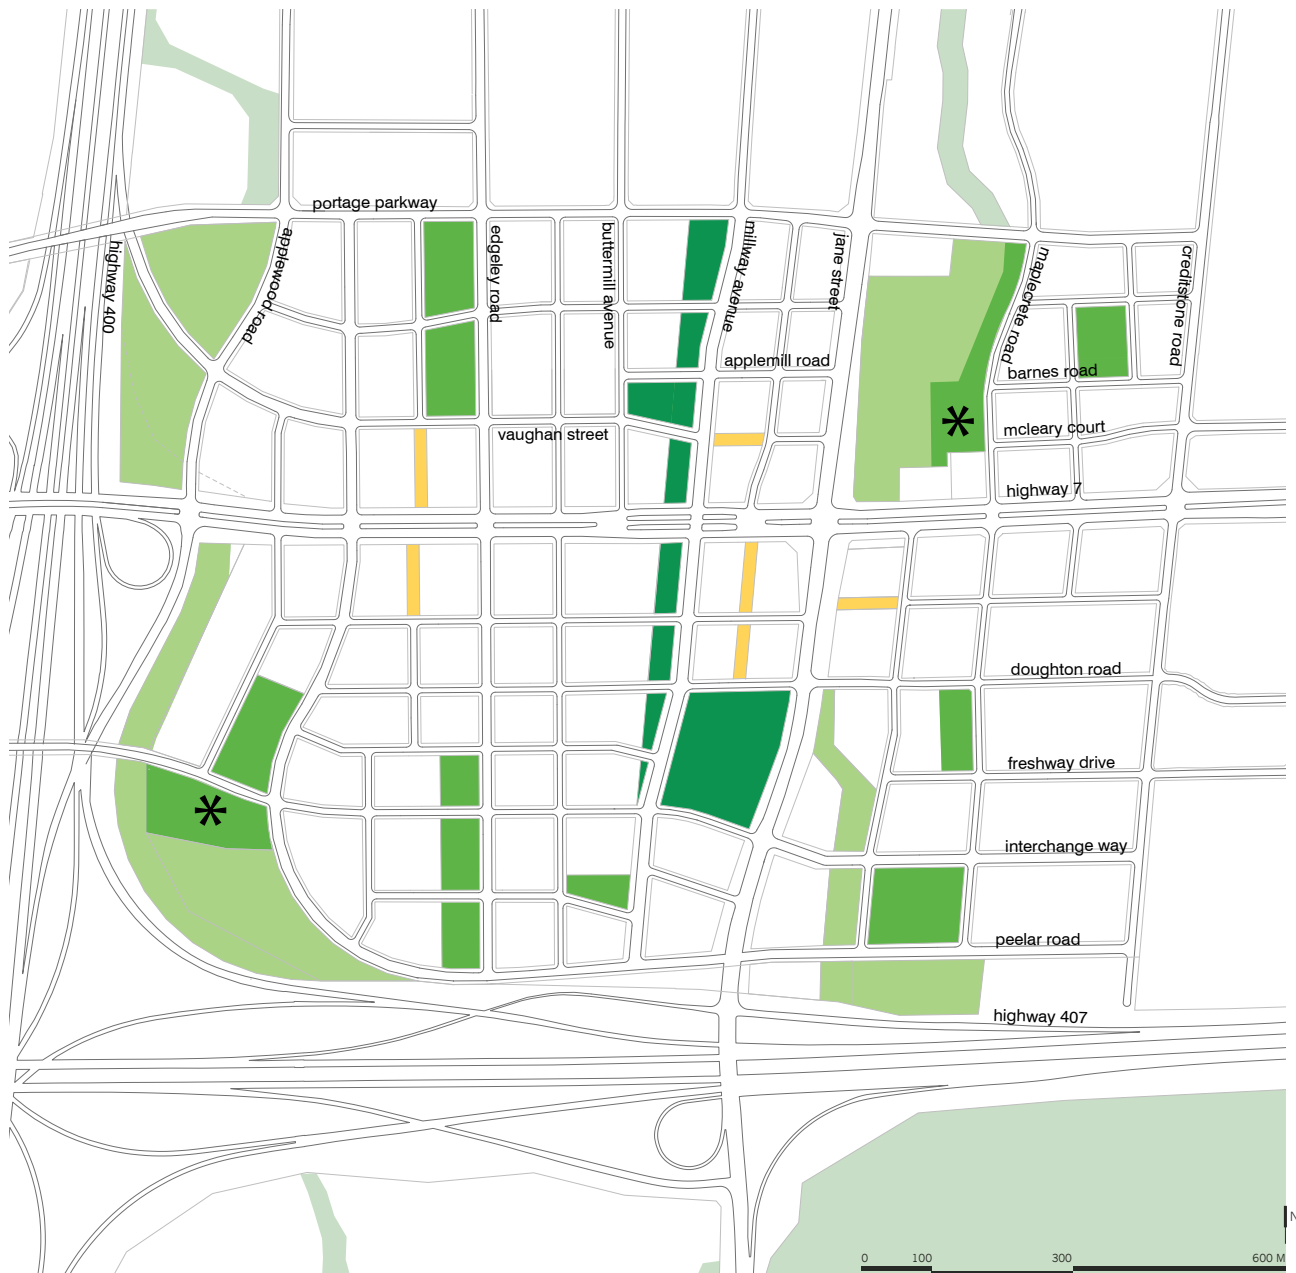 portage parkway
highway 400
applewood road
edgeley road
buttermill avenue
millway avenue
jane street
maplecrete road
creditstone road
applemill road
barnes road
vaughan street
mcleary court
*
highway 7
doughton road
freshway drive
*
interchange way
peelar road
highway 407
N
0 100 300 600 M